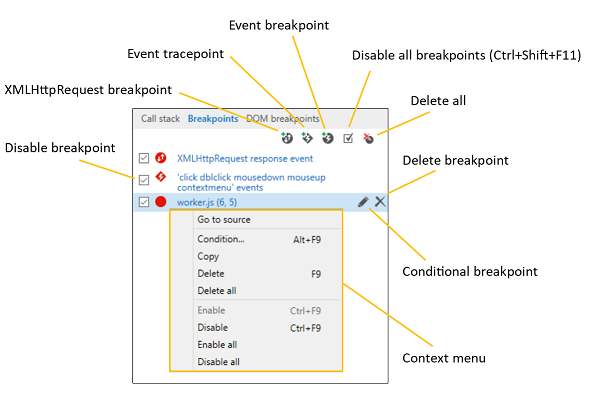 Event breakpoint
Event tracepoint
Disable all breakpoints (Ctrl+Shift+F11)
XMLHttpRequest breakpoint
Delete all
Call stack Breakpoints DOM breakpoints
Disable breakpoint
XMLHttpRequest response event
Delete breakpoint
'click dblclick mousedown mouseup
contextmenu' events
worker.js (6, 5)
Go to source
Condition... Alt+F9
Copy
Conditional breakpoint
Delete F9
Delete all
Enable Ctrl+F9
Disable Ctrl+F9
Enable all
Context menu
Disable all